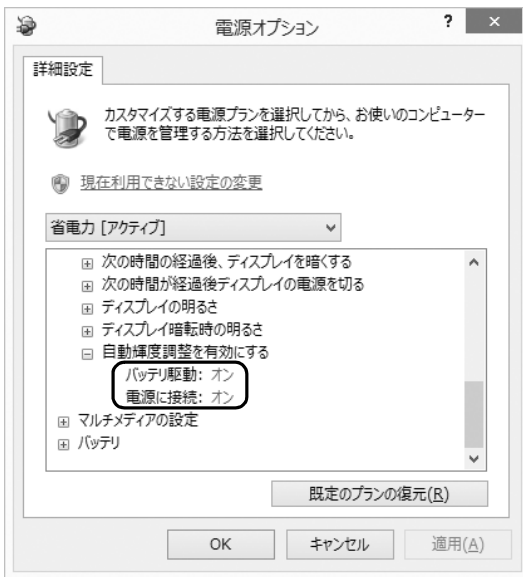 電源オプション
?
×
詳細設定
カスタマイズする電源プランを選択してから、お使いのコンピューター
で電源を管理する方法を選択してください。
現在利用できない設定の変更
省電力 [アクティブ]
次の時間の経過後、ディスプレイを暗くする
次の時間が経過後ディスプレイの電源を切る
ディスプレイの明るさ
ディスプレイ暗転時の明るさ
自動輝度調整を有効にする
バッテリ駆動: オン
電源に接続: オン
マルチメディアの設定
バッテリ
既定のプランの復元(R)
OK
キャンセル
適用(A)